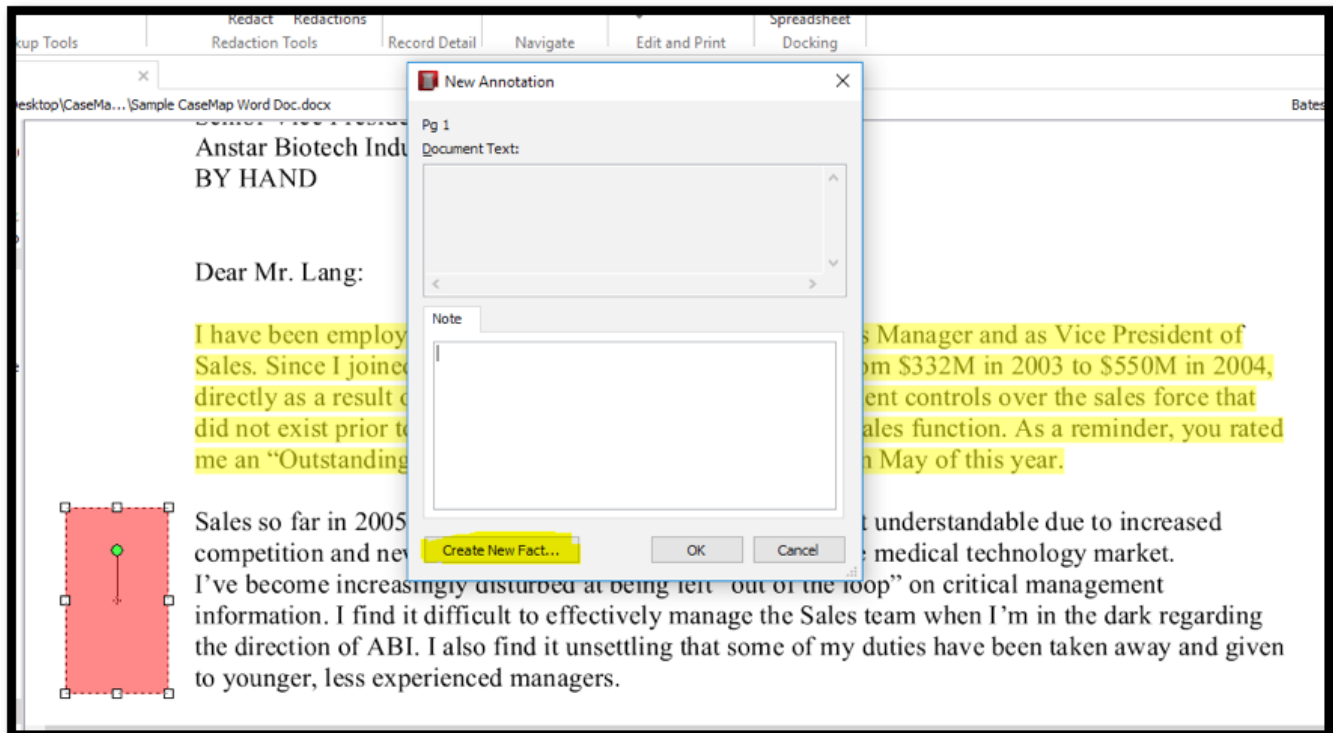 Redact Redactions Spreadsheet
kup Tools Redaction Tools Record Detail Navigate Edit and Print Docking
esktop\CaseMa...\Sample CaseMap Word Doc.docx Bates
New Annotation
Pg 1
Document Text:
Anstar Biotech Indu
BY HAND
Dear Mr. Lang:
Note
I have been employ s Manager and as Vice President of
Sales. Since I joined om $332M in 2003 to $550M in 2004,
directly as a result o ent controls over the sales force that
did not exist prior to ales function. As a reminder, you rated
me an “Outstanding n May of this year.
Sales so far in 2005 t understandable due to increased
Create New Fact... OK Cancel
competition and nev e medical technology market.
I’ve become increasingly disturbed at being left “out of the loop” on critical management
information. I find it difficult to effectively manage the Sales team when I’m in the dark regarding
the direction of ABI. I also find it unsettling that some of my duties have been taken away and given
to younger, less experienced managers.